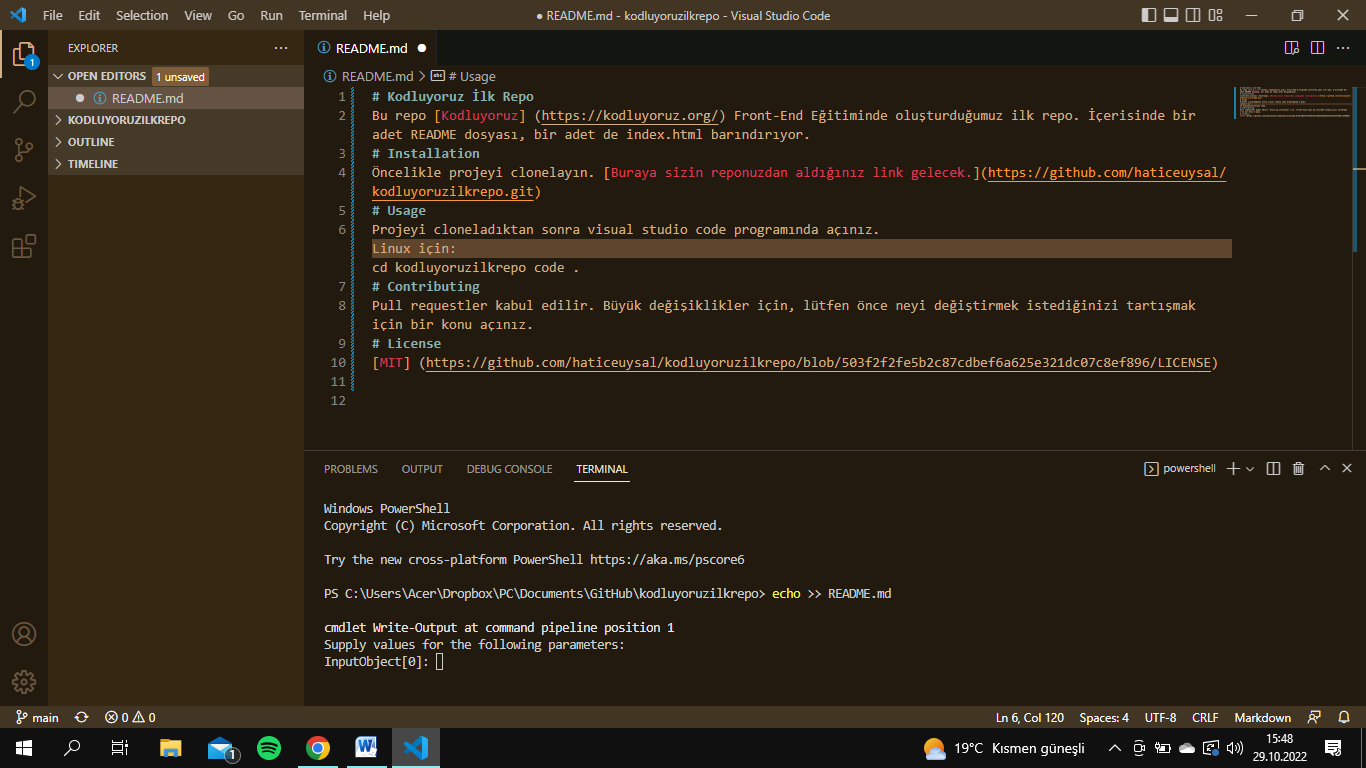 File Edit Selection View Go Run Terminal Help
● README.md - kodluyoruzilkrepo - Visual Studio Code
EXPLORER
OPEN EDITORS 1 unsaved
README.md
KODLUYORUZILKREPO
OUTLINE
TIMELINE
1
README.md
README.md > # Usage
1 # Kodluyoruz İlk Repo
2 Bu repo [Kodluyoruz] (https://kodluyoruz.org/) Front-End Eğitiminde oluşturduğumuz ilk repo. İçerisinde bir
adet README dosyası, bir adet de index.html barındırıyor.
3 # Installation
4 Öncelikle projeyi clonelayın. [Buraya sizin reponuzdan aldığınız link gelecek.](https://github.com/haticeuysal/
kodluyoruzilkrepo.git)
5 # Usage
6 Projeyi cloneladıktan sonra visual studio code programında açınız.
Linux için:
cd kodluyoruzilkrepo code .
7 # Contributing
8 Pull requestler kabul edilir. Büyük değişiklikler için, lütfen önce neyi değiştirmek istediğinizi tartışmak
için bir konu açınız.
9 # License
10 [MIT] (https://github.com/haticeuysal/kodluyoruzilkrepo/blob/503f2f2fe5b2c87cdbef6a625e321dc07c8ef896/LICENSE)
11
12
PROBLEMS OUTPUT DEBUG CONSOLE TERMINAL
powershell
Windows PowerShell
Copyright (C) Microsoft Corporation. All rights reserved.
Try the new cross-platform PowerShell https://aka.ms/pscore6
PS C:\Users\Acer\Dropbox\PC\Documents\GitHub\kodluyoruzilkrepo> echo >> README.md
cmdlet Write-Output at command pipeline position 1
Supply values for the following parameters:
InputObject[0]:
main 0 0
Ln 6, Col 120 Spaces: 4 UTF-8 CRLF Markdown
1
19°C Kısmen güneşli
15:48
29.10.2022